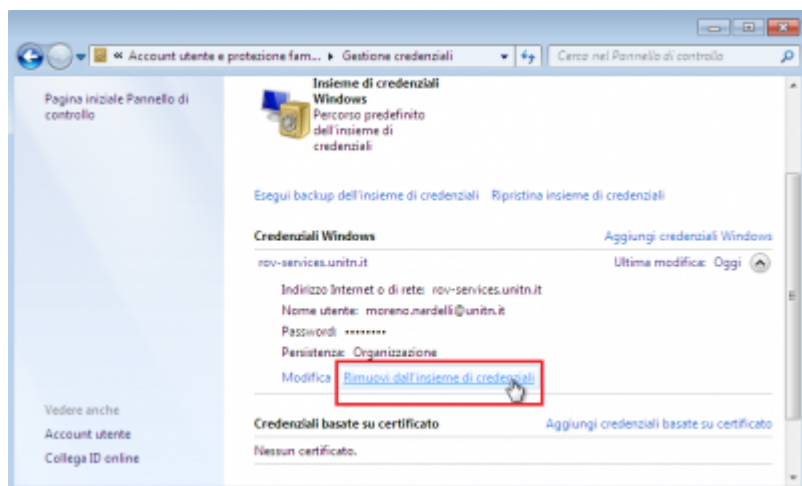 « Account utente e protezione fam... ▸ Gestione credenziali
Cerca nel Pannello di controllo
Pagina iniziale Pannello di
controllo
Insieme di credenziali
Windows
Percorso predefinito
dell'insieme di
credenziali
Esegui backup dell'insieme di credenziali Ripristina insieme di credenziali
Credenziali Windows Aggiungi credenziali Windows
rov-services.unitn.it Ultima modifica: Oggi
Indirizzo Internet o di rete: rov-services.unitn.it
Nome utente: moreno.nardelli@unitn.it
Password: ••••••••
Persistenza: Organizzazione
Modifica Rimuovi dall'insieme di credenziali
Credenziali basate su certificato Aggiungi credenziali basate su certificato
Nessun certificato.
Vedere anche
Account utente
Collega ID online